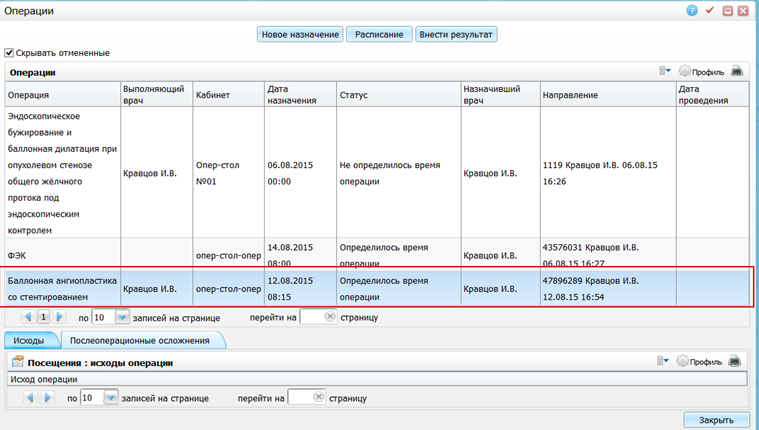 Операции
Новое назначение Расписание Внести результат
Скрывать отмененные
Операции Профиль
Операция Выполняющий врач Кабинет Дата назначения Статус Назначивший врач Направление Дата проведения
Эндоскопическое
бужирование и
баллонная дилатация при
опухолевом стенозе
общего жёлчного
протока под
эндоскопическим
контролем
Кравцов И.В.
Опер-стол
№01
06.08.2015
00:00
Не определилось время
операции
Кравцов И.В.
1119 Кравцов И.В. 06.08.15
16:26
ФЭК
опер-стол-опер
14.08.2015
08:00
Определилось время
операции
Кравцов И.В.
43576031 Кравцов И.В.
06.08.15 16:27
Баллонная ангиопластика
со стентированием
Кравцов И.В.
опер-стол-опер
12.08.2015
08:15
Определилось время
операции
Кравцов И.В.
47896289 Кравцов И.В.
12.08.15 16:54
1 по 10 записей на странице перейти на страницу
Исходы Послеоперационные осложнения
Посещения : исходы операции Профиль
Исход операции
по 10 записей на странице перейти на страницу
Закрыть